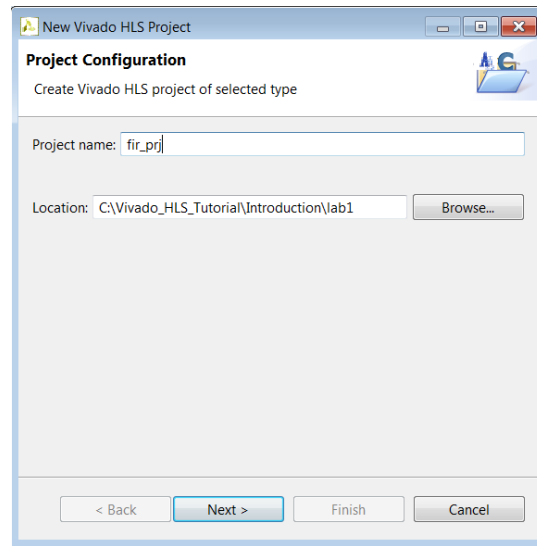 New Vivado HLS Project
Project Configuration
Create Vivado HLS project of selected type
Project name: fir_prj
Location: C:\Vivado_HLS_Tutorial\Introduction\lab1 Browse...
< Back Next > Finish Cancel